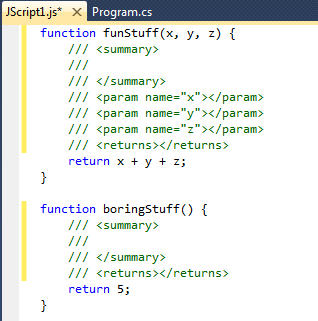 JScript1.js* Program.cs
function funStuff(x, y, z) {
/// <summary>
///
/// </summary>
/// <param name="x"></param>
/// <param name="y"></param>
/// <param name="z"></param>
/// <returns></returns>
return x + y + z;
}
function boringStuff() {
/// <summary>
///
/// </summary>
/// <returns></returns>
return 5;
}